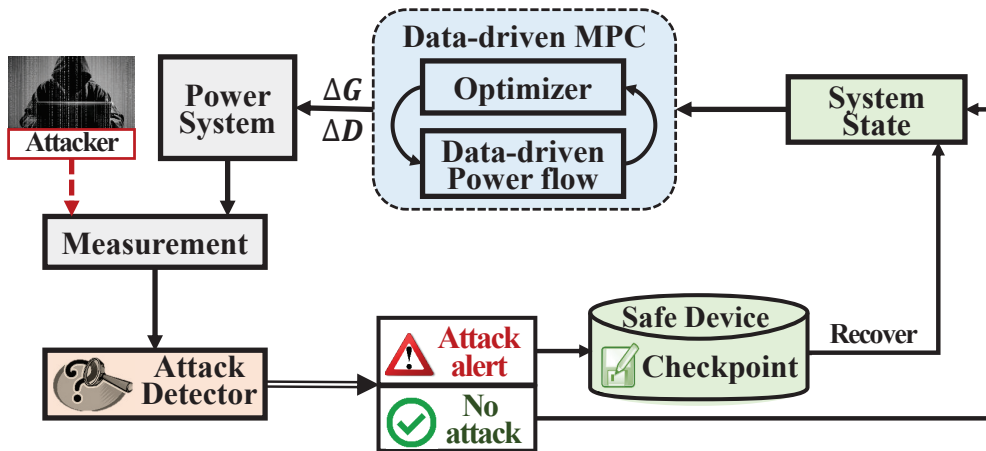 Data-driven MPC
Optimizer
Data-driven
Power flow
ΔG
ΔD
Power
System
System
State
Attacker
Measurement
Attack
Detector
Attack
alert
No
attack
Safe Device
Checkpoint
Recover